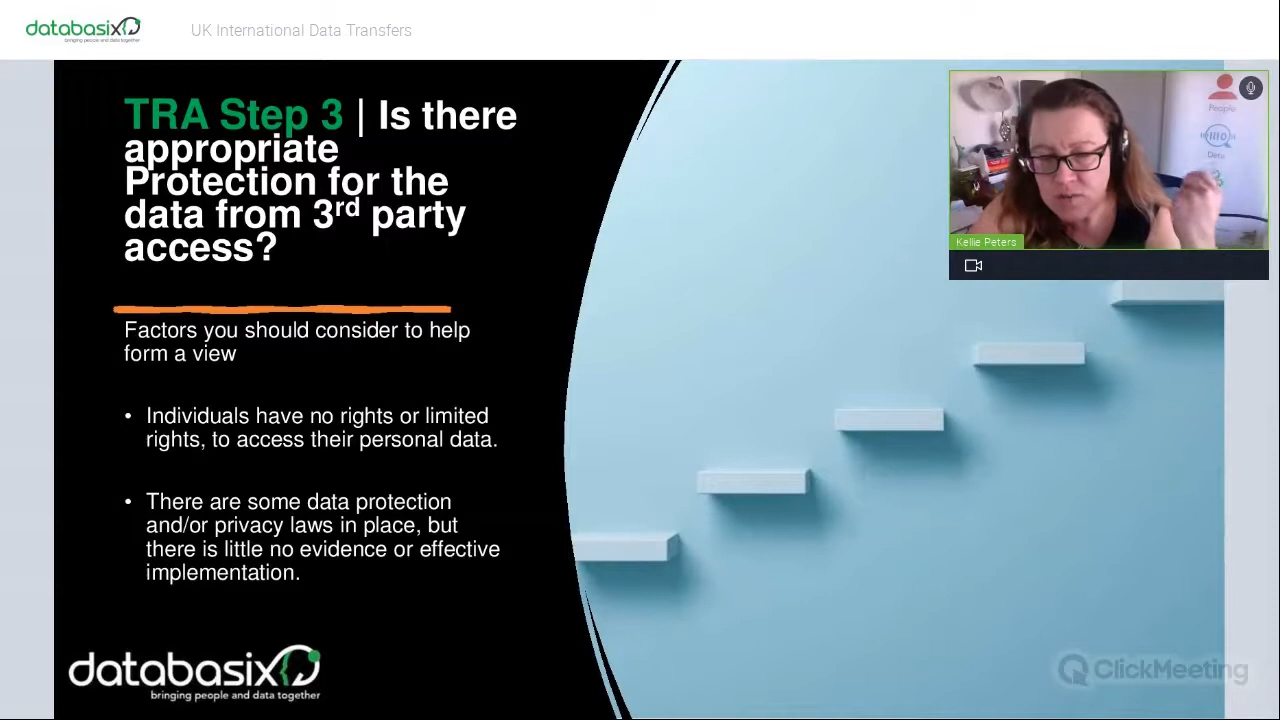 databasix
bringing people and data together
UK International Data Transfers
TRA Step 3 | Is there
appropriate
Protection for the
data from 3rd party
access?
Factors you should consider to help
form a view
• Individuals have no rights or limited
rights, to access their personal data.
• There are some data protection
and/or privacy laws in place, but
there is little no evidence or effective
implementation.
databasix
bringing people and data together
People
Data
Kellie Peters
ClickMeeting